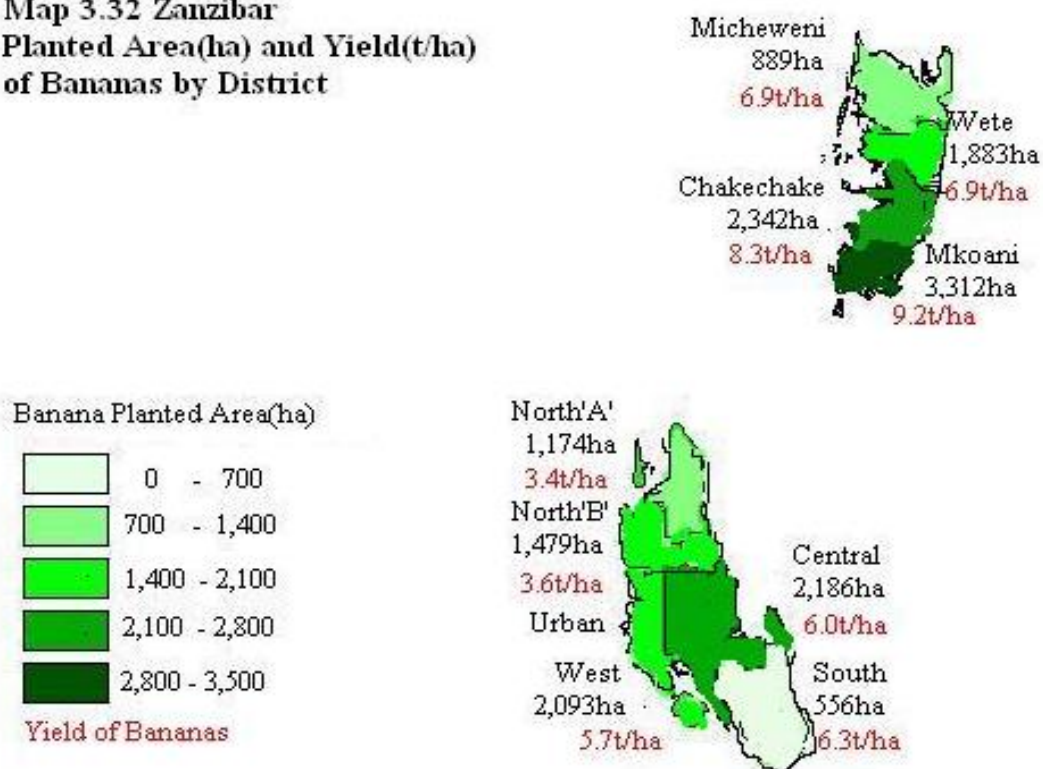 Map 3.32 Zanzibar
Planted Area(ha) and Yield(t/ha)
of Bananas by District
Micheweni
889ha
6.9t/ha
Wete
1,883ha
6.9t/ha
Chakechake
2,342ha
8.3t/ha
Mkoani
3,312ha
9.2t/ha
Banana Planted Area(ha)
0 - 700
700 - 1,400
1,400 - 2,100
2,100 - 2,800
2,800 - 3,500
Yield of Bananas
North'A'
1,174ha
3.4t/ha
North'B'
1,479ha
3.6t/ha
Urban
West
2,093ha
5.7t/ha
Central
2,186ha
6.0t/ha
South
556ha
6.3t/ha